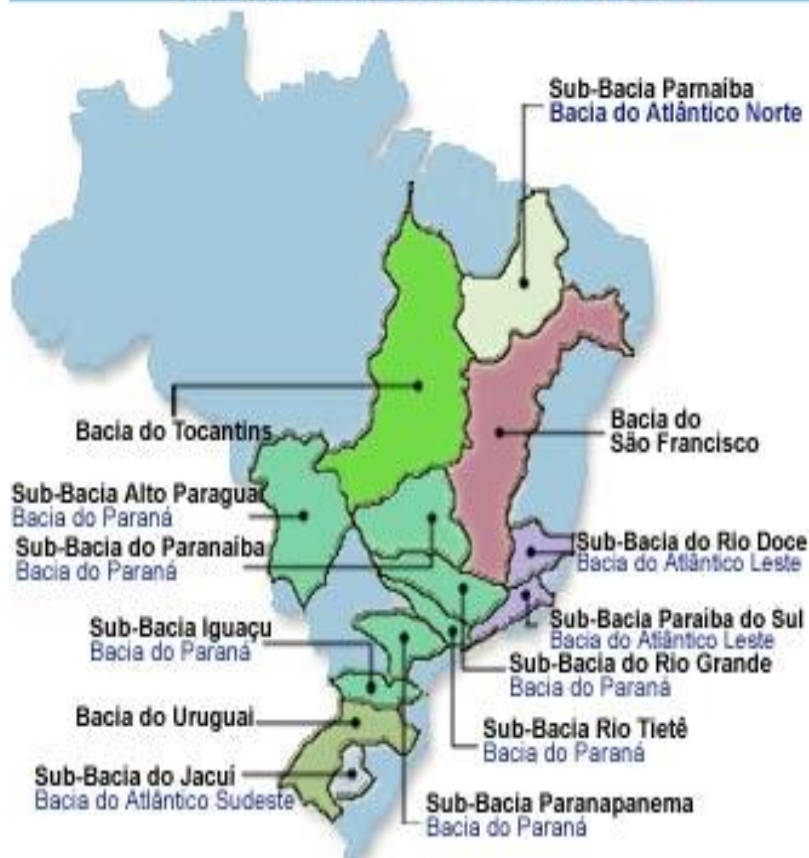 Sub-Bacia Parnaíba
Bacia do Atlântico Norte
Bacia do Tocantins
Bacia do
São Francisco
Sub-Bacia Alto Paraguai
Bacia do Paraná
Sub-Bacia do Paranaíba
Bacia do Paraná
Sub-Bacia do Rio Doce
Bacia do Atlântico Leste
Sub-Bacia Paraíba do Sul
Bacia do Atlântico Leste
Sub-Bacia Iguaçu
Bacia do Paraná
Sub-Bacia do Rio Grande
Bacia do Paraná
Bacia do Uruguai
Sub-Bacia Rio Tietê
Bacia do Paraná
Sub-Bacia do Jacuí
Bacia do Atlântico Sudeste
Sub-Bacia Paranapanema
Bacia do Paraná